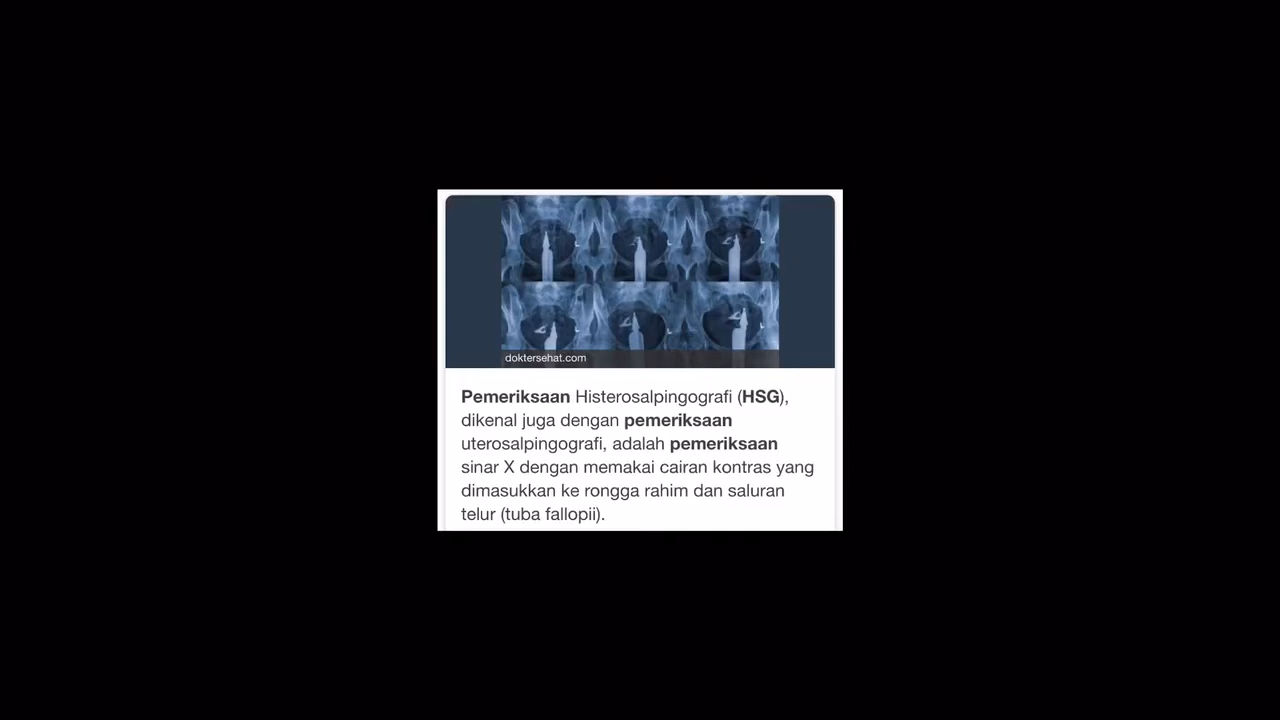 doktersehat.com
Pemeriksaan Histerosalpingografi (HSG),
dikenal juga dengan pemeriksaan
uterosalpingografi, adalah pemeriksaan
sinar X dengan memakai cairan kontras yang
dimasukkan ke rongga rahim dan saluran
telur (tuba fallopii).